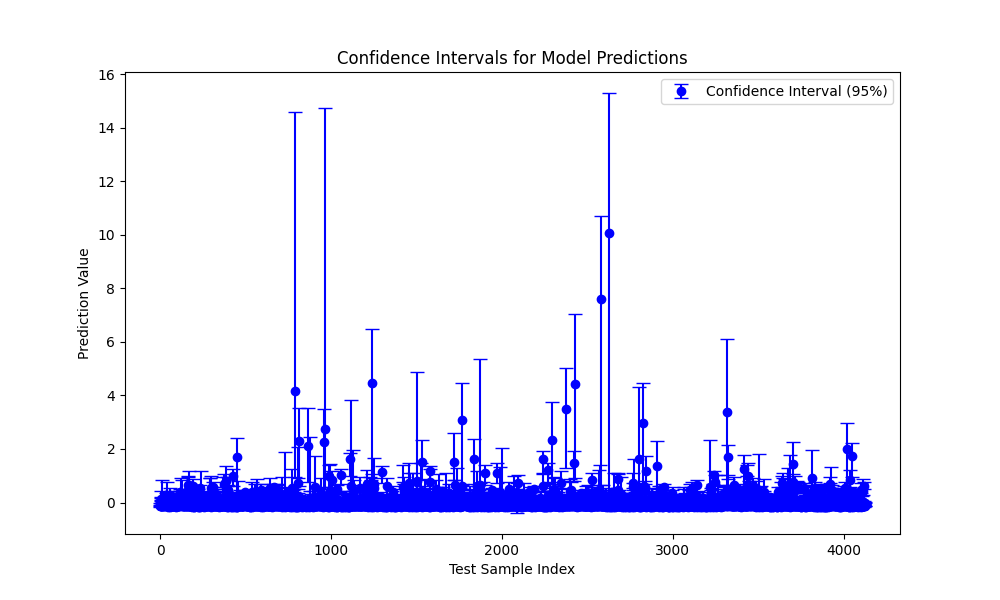 Confidence Intervals for Model Predictions
16
14
12
10
8
6
4
2
0
Prediction Value
Confidence Interval (95%)
0 1000 2000 3000 4000
Test Sample Index